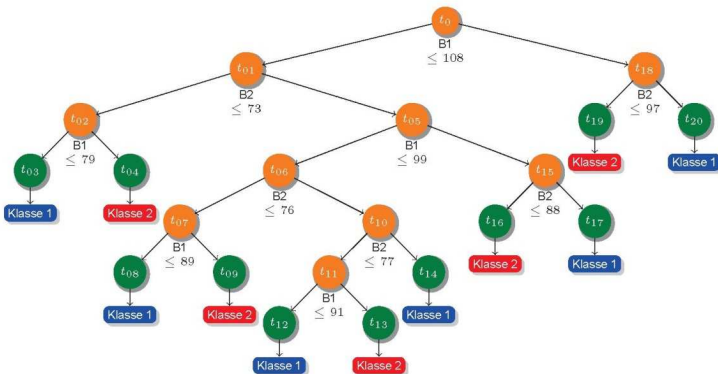 t₀
B1
≤ 108
t₀₁
B2
≤ 73
t₁₈
B2
≤ 97
t₀₂
B1
≤ 79
t₀₅
B1
≤ 99
t₁₉
t₂₀
Klasse 2
Klasse 1
t₀₃
t₀₄
Klasse 1
Klasse 2
t₀₆
B2
≤ 76
t₁₅
B2
≤ 88
t₀₇
B1
≤ 89
t₁₀
B2
≤ 77
t₁₆
t₁₇
Klasse 2
Klasse 1
t₀₈
t₀₉
t₁₁
B1
≤ 91
t₁₄
Klasse 1
Klasse 2
Klasse 1
t₁₂
t₁₃
Klasse 1
Klasse 2